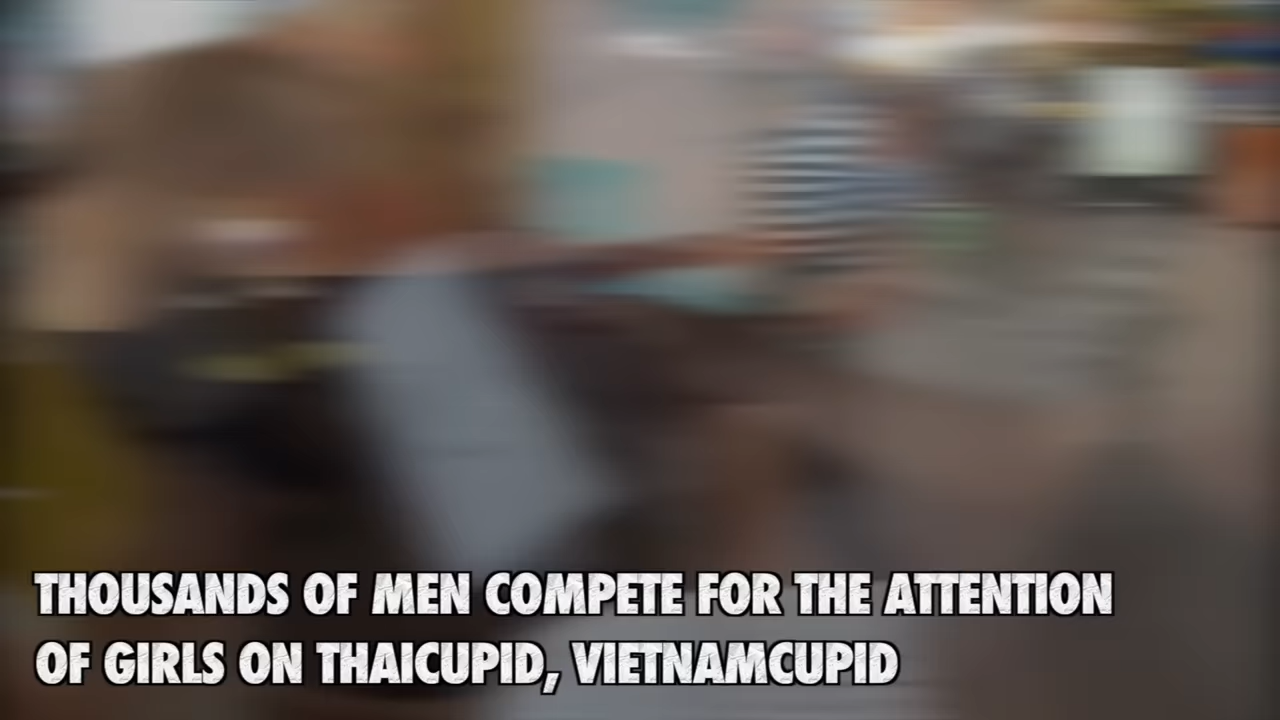 THOUSANDS OF MEN COMPETE FOR THE ATTENTION
OF GIRLS ON THAICUPID, VIETNAMCUPID